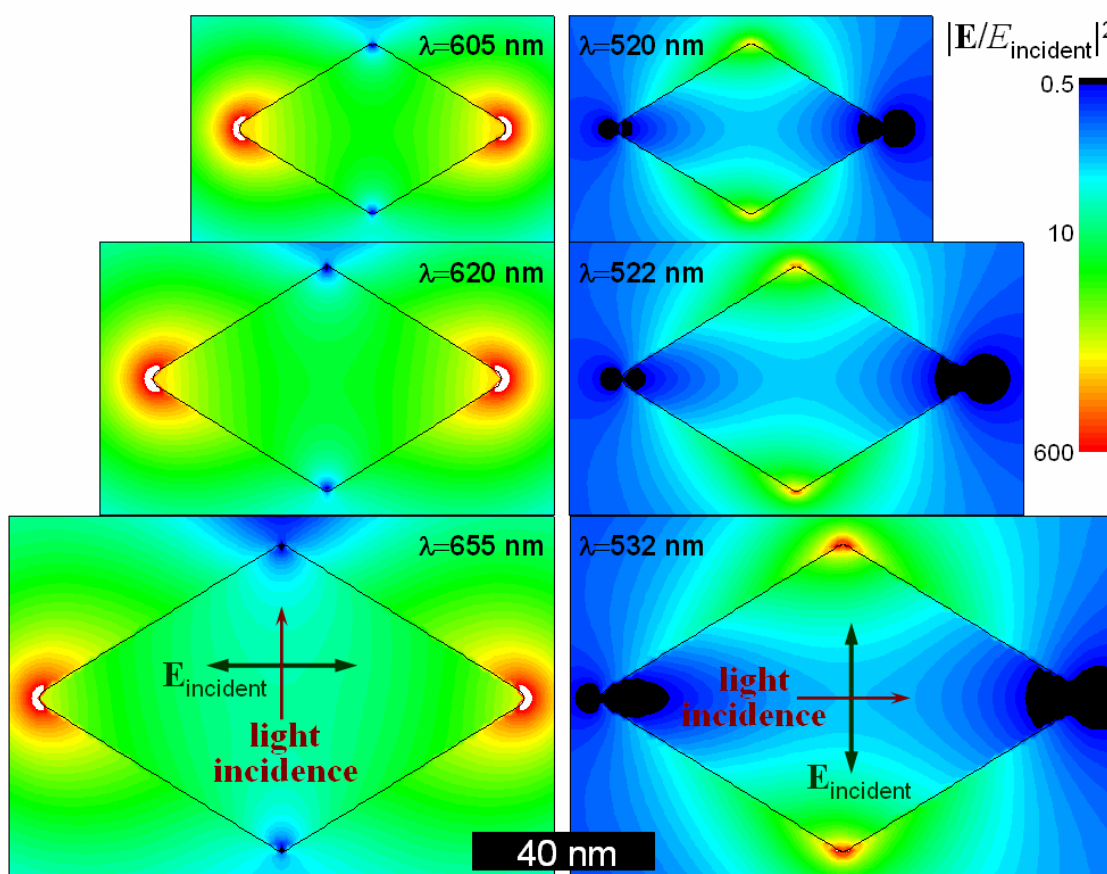 λ=605 nm
λ=520 nm
|E/E_incident|²
0.5
10
600
λ=620 nm
λ=522 nm
λ=655 nm
E_incident
light
incidence
λ=532 nm
light
incidence
E_incident
40 nm